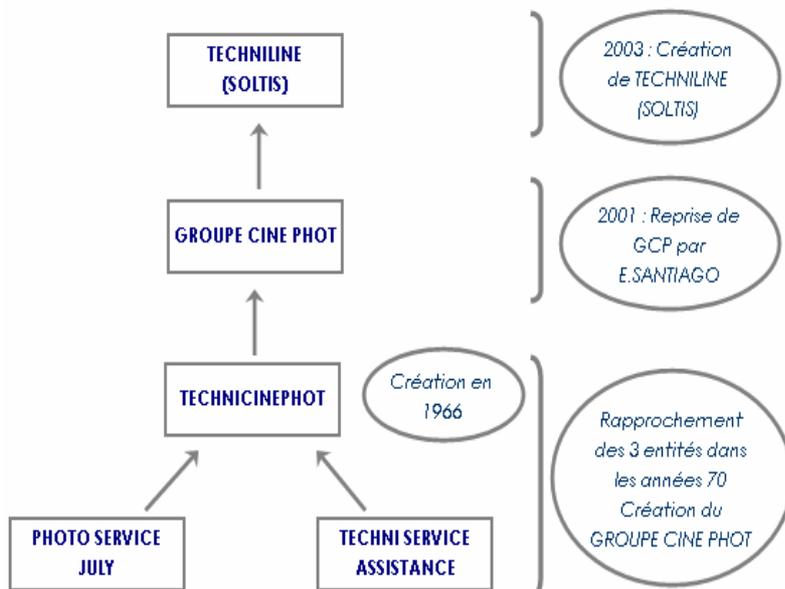 TECHNILINE
(SOLTIS)
2003 : Création
de TECHNILINE
(SOLTIS)
GROUPE CINE PHOT
2001 : Reprise de
GCP par
E.SANTIAGO
TECHNICINEPHOT
Création en
1966
Rapprochement
des 3 entités dans
les années 70
Création du
GROUPE CINE PHOT
PHOTO SERVICE
JULY
TECHNI SERVICE
ASSISTANCE